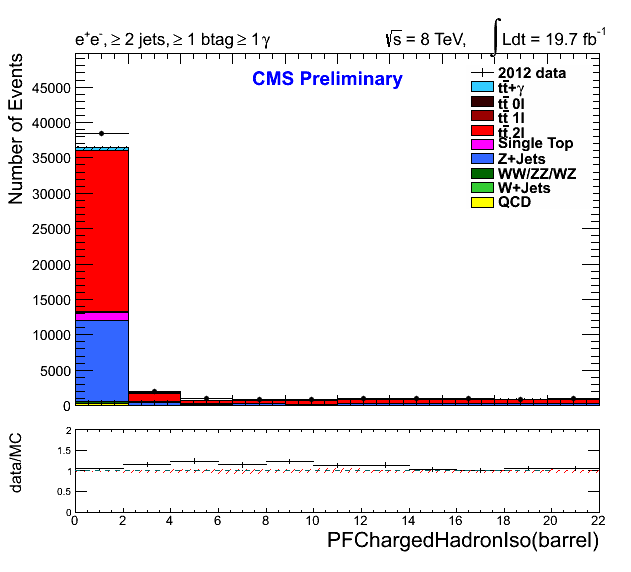 e⁺e⁻, ≥ 2 jets, ≥ 1 btag ≥ 1γ
√s = 8 TeV, ∫ Ldt = 19.7 fb⁻¹
CMS Preliminary
2012 data
tt̄+γ
tt̄ 0l
tt̄ 1l
tt̄ 2l
Single Top
Z+Jets
WW/ZZ/WZ
W+Jets
QCD
Number of Events
45000
40000
35000
30000
25000
20000
15000
10000
5000
0
data/MC
2
1.5
1
0.5
0
0 2 4 6 8 10 12 14 16 18 20 22
PFChargedHadronIso(barrel)